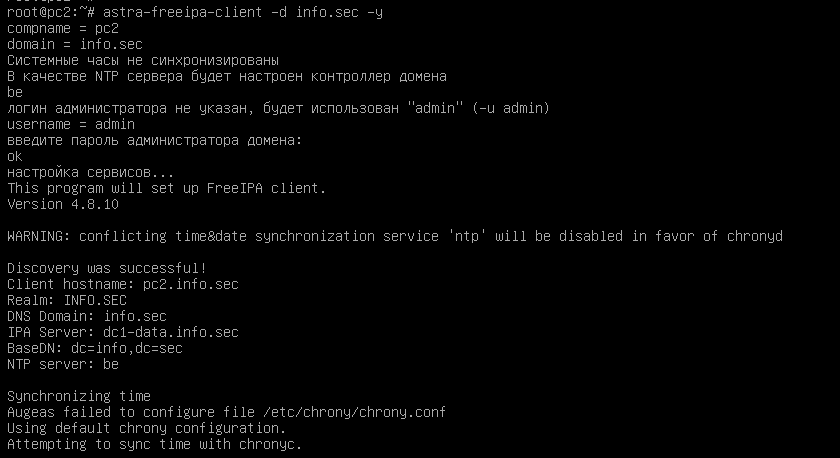 root@pc2:~# astra-freeipa-client -d info.sec -y
compname = pc2
domain = info.sec
Системные часы не синхронизированы
В качестве NTP сервера будет настроен контроллер домена
be
логин администратора не указан, будет использован "admin" (-u admin)
username = admin
введите пароль администратора домена:
ok
настройка сервисов...
This program will set up FreeIPA client.
Version 4.8.10

WARNING: conflicting time&date synchronization service 'ntp' will be disabled in favor of chronyd

Discovery was successful!
Client hostname: pc2.info.sec
Realm: INFO.SEC
DNS Domain: info.sec
IPA Server: dc1-data.info.sec
BaseDN: dc=info,dc=sec
NTP server: be

Synchronizing time
Augeas failed to configure file /etc/chrony/chrony.conf
Using default chrony configuration.
Attempting to sync time with chronyc.